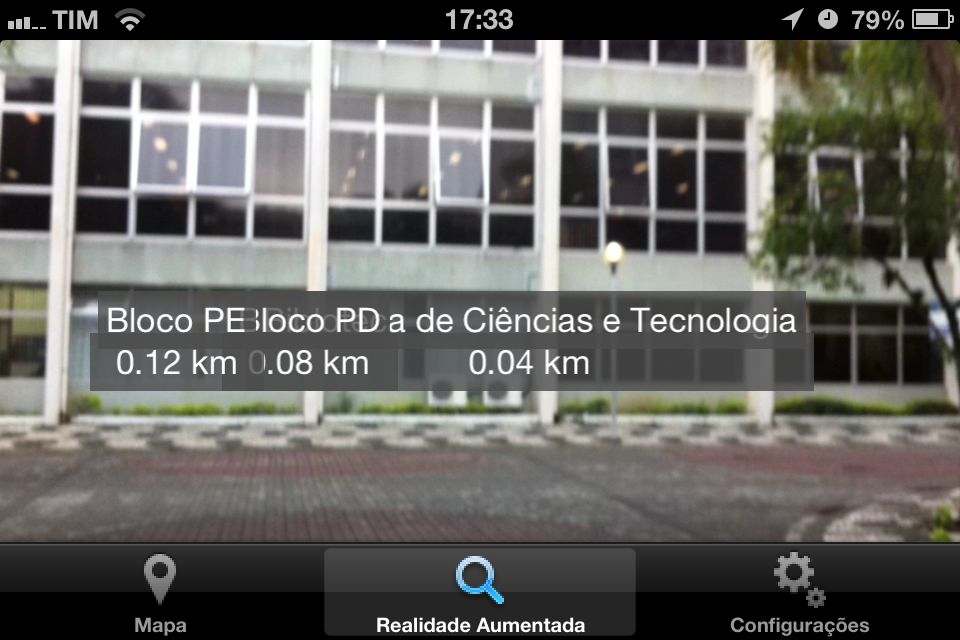 TIM 17:33 79%
Bloco PE Bloco PD a de Ciências e Tecnologia
0.12 km 0.08 km 0.04 km
Mapa Realidade Aumentada Configurações